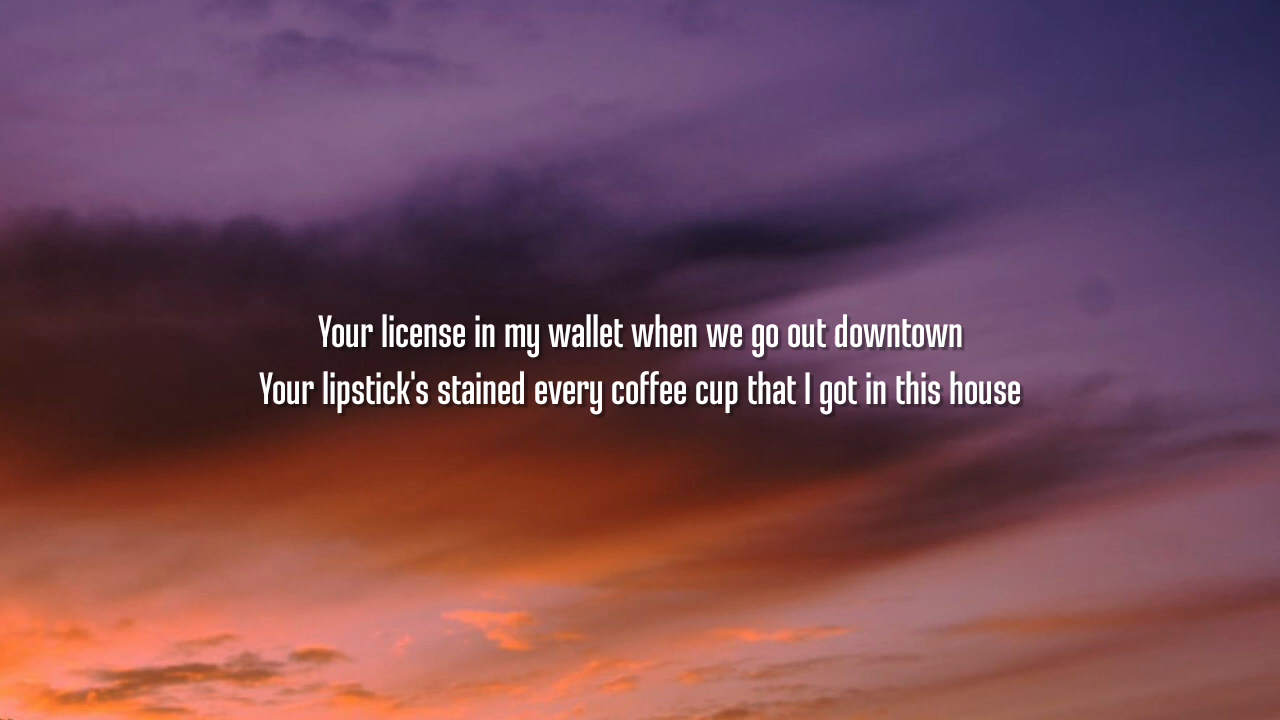 Your license in my wallet when we go out downtown
Your lipstick's stained every coffee cup that I got in this house